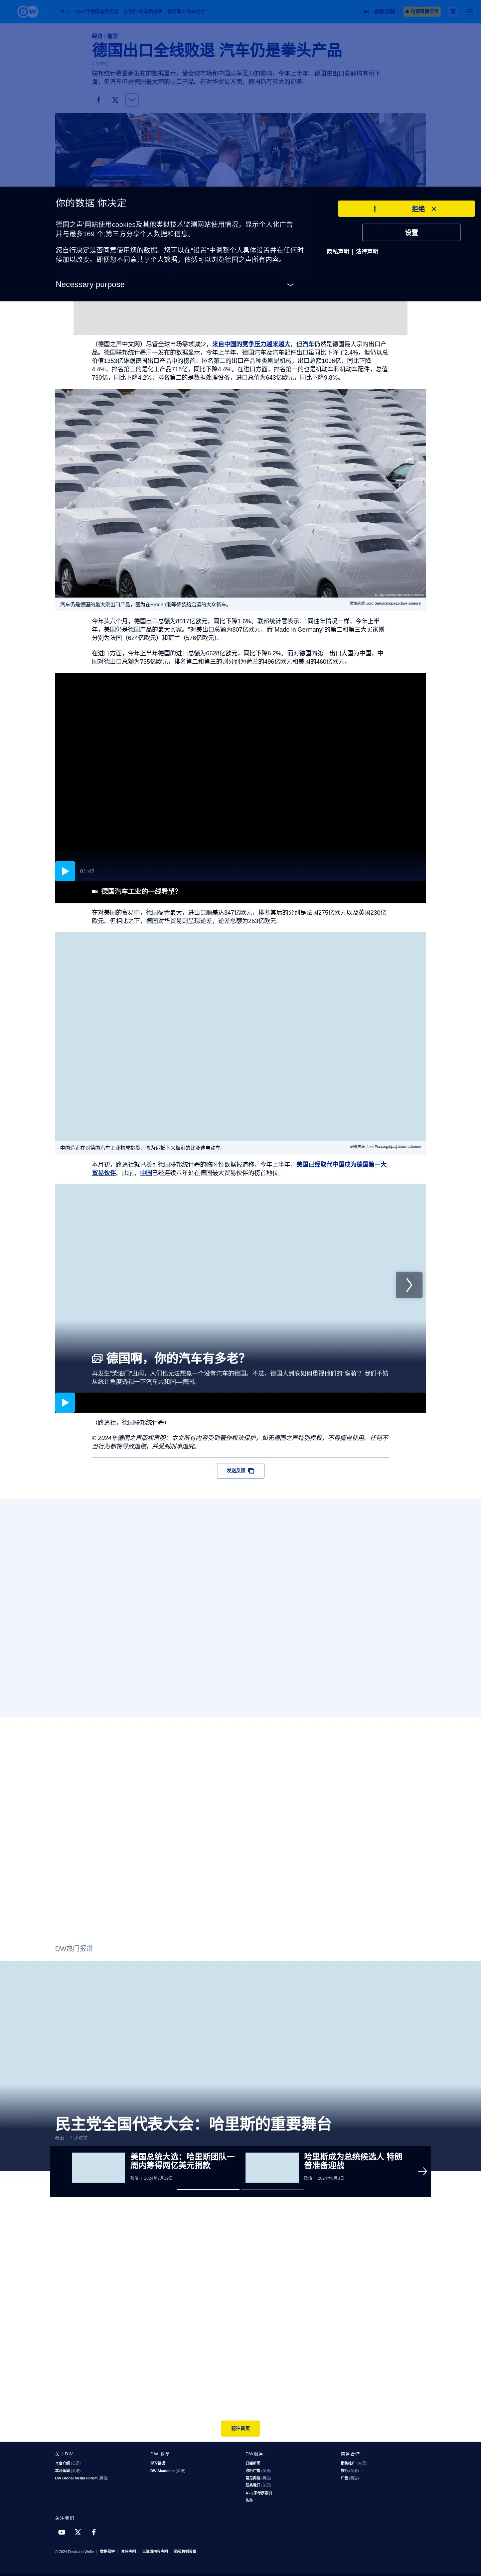 经济 | 德国
德国出口全线败退 汽车仍是拳头产品
联邦统计署最新发布的数据显示，受全球市场和中国竞争压力的影响，今年上半年，德国进出口总额均有所下
滑，但汽车仍是德国最大宗的出口产品。在对华贸易方面，德国仍有较大的逆差。
你的数据 你决定
德国之声’网站使用cookies及其他类似技术监测网站使用情况，显示个人化广告
并与最多169 个;第三方分享个人数据和信息。
您自行决定是否同意使用您的数据。您可以在“设置”中调整个人具体设置并在任何时
候加以改变。即便您不同意共享个人数据，依然可以浏览德国之声所有内容。
Necessary purpose
拒绝
设置
隐私声明 | 法律声明
（德国之声中文网）尽管全球市场需求减少，来自中国的竞争压力越来越大，但汽车仍然是德国最大宗的出口产
品。德国联邦统计署周一发布的数据显示，今年上半年，德国汽车及汽车配件出口虽同比下降了2.4%，但仍以总
价值1353亿雄踞德国出口产品中的榜首，排名第二的出口产品种类则是机械，出口总额1096亿，同比下降
4.4%，排名第三的是化工产品718亿，同比下降4.4%。在进口方面，排名第一的也是机动车和机动车配件，总值
730亿，同比下降4.2%，排名第二的是数据处理设备，进口总值为643亿欧元，同比下降9.8%。
汽车仍是德国的最大宗出口产品，图为在Emden港等待装船启运的大众新车。
图像来源: Jörg Sarbach/dpa/picture alliance
今年头六个月，德国出口总额为8017亿欧元，同比下降1.6%。邦统计署表示："同往年情况一样，今年上半
年，美国仍是德国产品的最大买家。"对美出口总额为807亿欧元，而"Made in Germany"的第二和第三大买家则
分别为法国（624亿欧元）和荷兰（576亿欧元）。
在进口方面，今年上半年德国的进口总额为6628亿欧元，同比下降6.2%。而对德国的第一出口大国为中国，中
国对德出口总额为735亿欧元，排名第二和第三的则分别为荷兰的496亿欧元和美国的460亿欧元。
01:42
德国汽车工业的一线希望？
在对美国的贸易中，德国盈余最大，进出口顺差达347亿欧元，排名其后的分别是法国275亿欧元以及英国230亿
欧元。但相比之下，德国对华贸易则呈现逆差，逆差总额为253亿欧元。
中国造正在对德国汽车工业构成挑战，图为运抵不来梅港的比亚迪电动车。
图像来源: Lars Penning/dpa/picture alliance
本月初，路透社就已援引德国联邦统计署的临时性数据报道称，今年上半年，美国已经取代中国成为德国第一大
贸易伙伴。此前，中国已经连续八年处在德国最大贸易伙伴的榜首地位。
德国啊，你的汽车有多老？
再发生“柴油门”丑闻，人们也无法想象一个没有汽车的德国。不过，德国人到底如何重视他们的“座骑”？我们不妨
从统计角度透视一下汽车共和国—德国。
（路透社，德国联邦统计署）
© 2024年德国之声版权声明：本文所有内容受到著作权法保护，如无德国之声特别授权，不得擅自使用。任何不
当行为都将导致追偿，并受到刑事追究。
发送反馈
DW热门报道
民主党全国代表大会：哈里斯的重要舞台
政治 | 1 小时前
美国总统大选：哈里斯团队一
周内筹得两亿美元捐款
政治 | 2024年7月29日
哈里斯成为总统候选人 特朗
普准备迎战
政治 | 2024年8月3日
前往首页
关于DW
本台介绍 (英语)
本台新闻 (英语)
DW Global Media Forum (英语)
DW 教学
学习德语
DW Akademie (英语)
DW服务
订阅新闻
收听广播 (英语)
常见问题 (英语)
联系我们 (英语)
A - Z字母序索引
头条
商务合作
销售推广 (英语)
旅行 (英语)
广告 (英语)
关注我们
© 2024 Deutsche Welle | 数据保护 | 责任声明 | 无障碍内容声明 | 隐私数据设置